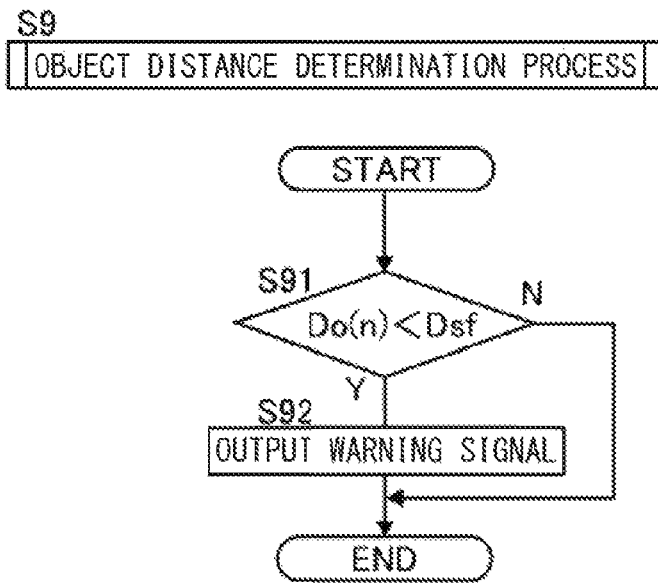 S9
OBJECT DISTANCE DETERMINATION PROCESS
START
S91
Do(n)<Dsf
N
Y
S92
OUTPUT WARNING SIGNAL
END